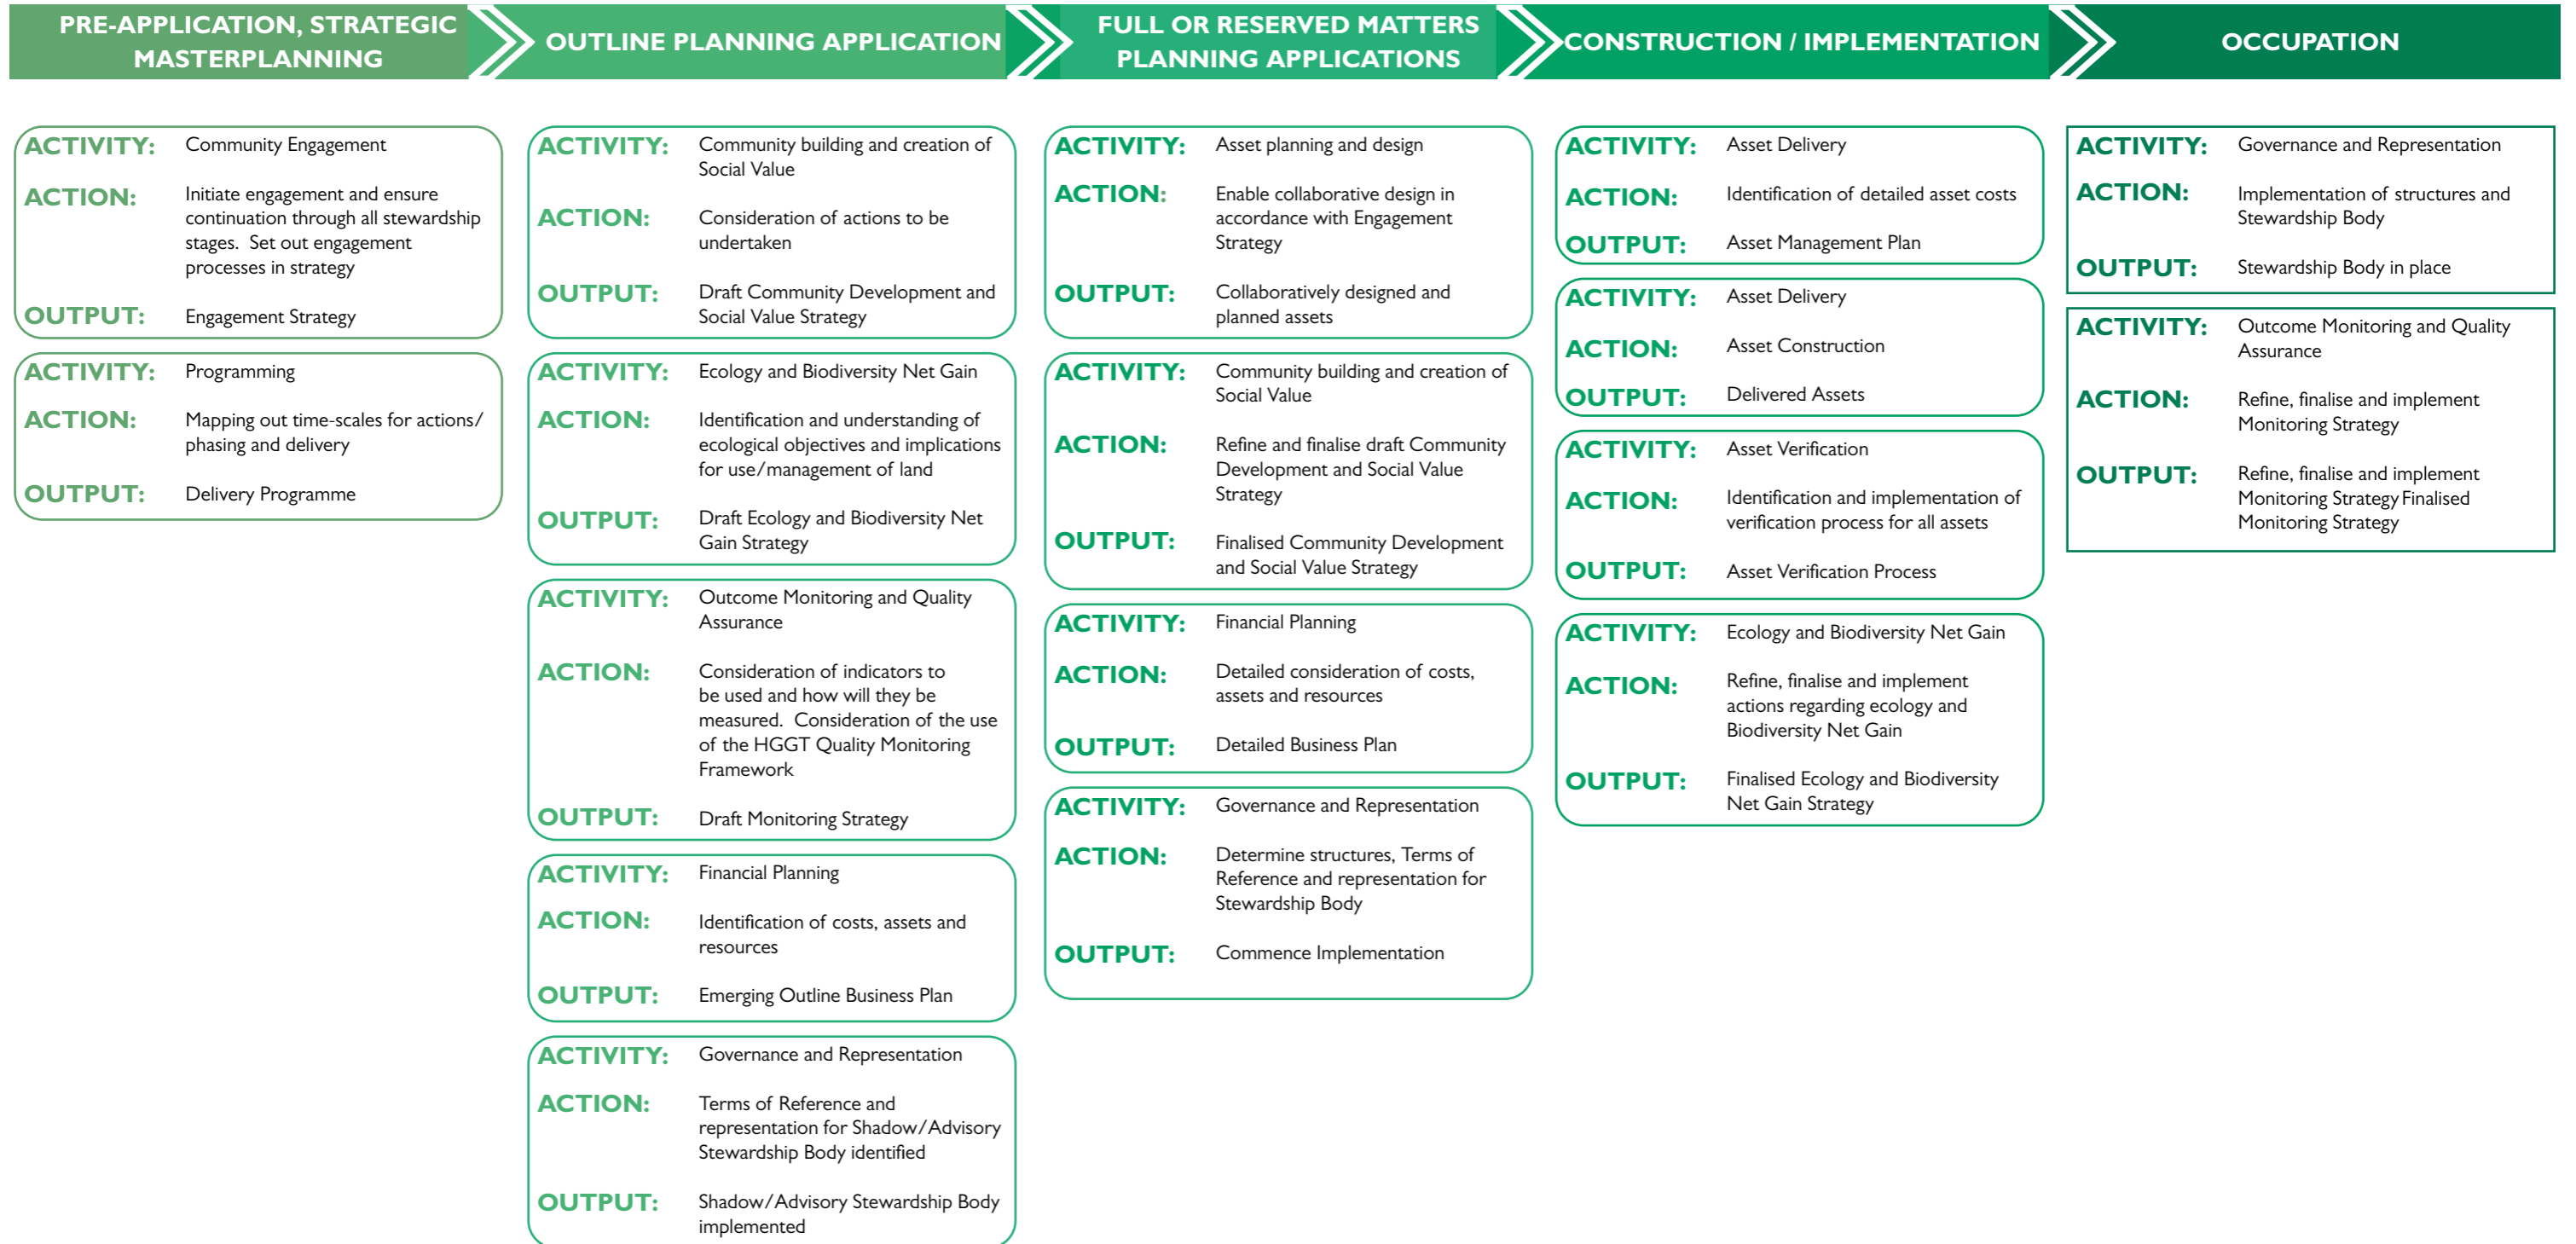 PRE-APPLICATION, STRATEGIC
MASTERPLANNING
OUTLINE PLANNING APPLICATION
FULL OR RESERVED MATTERS
PLANNING APPLICATIONS
CONSTRUCTION / IMPLEMENTATION
OCCUPATION
ACTIVITY: Community Engagement
ACTION: Initiate engagement and ensure
continuation through all stewardship
stages. Set out engagement
processes in strategy
OUTPUT: Engagement Strategy
ACTIVITY: Programming
ACTION: Mapping out time-scales for actions/
phasing and delivery
OUTPUT: Delivery Programme
ACTIVITY: Community building and creation of
Social Value
ACTION: Consideration of actions to be
undertaken
OUTPUT: Draft Community Development and
Social Value Strategy
ACTIVITY: Ecology and Biodiversity Net Gain
ACTION: Identification and understanding of
ecological objectives and implications
for use/management of land
OUTPUT: Draft Ecology and Biodiversity Net
Gain Strategy
ACTIVITY: Outcome Monitoring and Quality
Assurance
ACTION: Consideration of indicators to
be used and how will they be
measured. Consideration of the use
of the HGGT Quality Monitoring
Framework
OUTPUT: Draft Monitoring Strategy
ACTIVITY: Financial Planning
ACTION: Identification of costs, assets and
resources
OUTPUT: Emerging Outline Business Plan
ACTIVITY: Governance and Representation
ACTION: Terms of Reference and
representation for Shadow/Advisory
Stewardship Body identified
OUTPUT: Shadow/Advisory Stewardship Body
implemented
ACTIVITY: Asset planning and design
ACTION: Enable collaborative design in
accordance with Engagement
Strategy
OUTPUT: Collaboratively designed and
planned assets
ACTIVITY: Community building and creation of
Social Value
ACTION: Refine and finalise draft Community
Development and Social Value
Strategy
OUTPUT: Finalised Community Development
and Social Value Strategy
ACTIVITY: Financial Planning
ACTION: Detailed consideration of costs,
assets and resources
OUTPUT: Detailed Business Plan
ACTIVITY: Governance and Representation
ACTION: Determine structures, Terms of
Reference and representation for
Stewardship Body
OUTPUT: Commence Implementation
ACTIVITY: Asset Delivery
ACTION: Identification of detailed asset costs
OUTPUT: Asset Management Plan
ACTIVITY: Asset Delivery
ACTION: Asset Construction
OUTPUT: Delivered Assets
ACTIVITY: Asset Verification
ACTION: Identification and implementation of
verification process for all assets
OUTPUT: Asset Verification Process
ACTIVITY: Ecology and Biodiversity Net Gain
ACTION: Refine, finalise and implement
actions regarding ecology and
Biodiversity Net Gain
OUTPUT: Finalised Ecology and Biodiversity
Net Gain Strategy
ACTIVITY: Governance and Representation
ACTION: Implementation of structures and
Stewardship Body
OUTPUT: Stewardship Body in place
ACTIVITY: Outcome Monitoring and Quality
Assurance
ACTION: Refine, finalise and implement
Monitoring Strategy
OUTPUT: Refine, finalise and implement
Monitoring Strategy Finalised
Monitoring Strategy